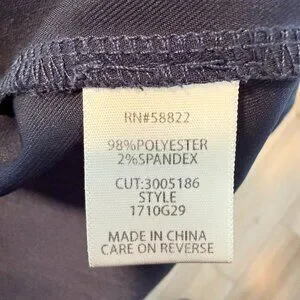 RN#58822
98%POLYESTER
2%SPANDEX
CUT:3005186
STYLE
1710G29
MADE IN CHINA
CARE ON REVERSE